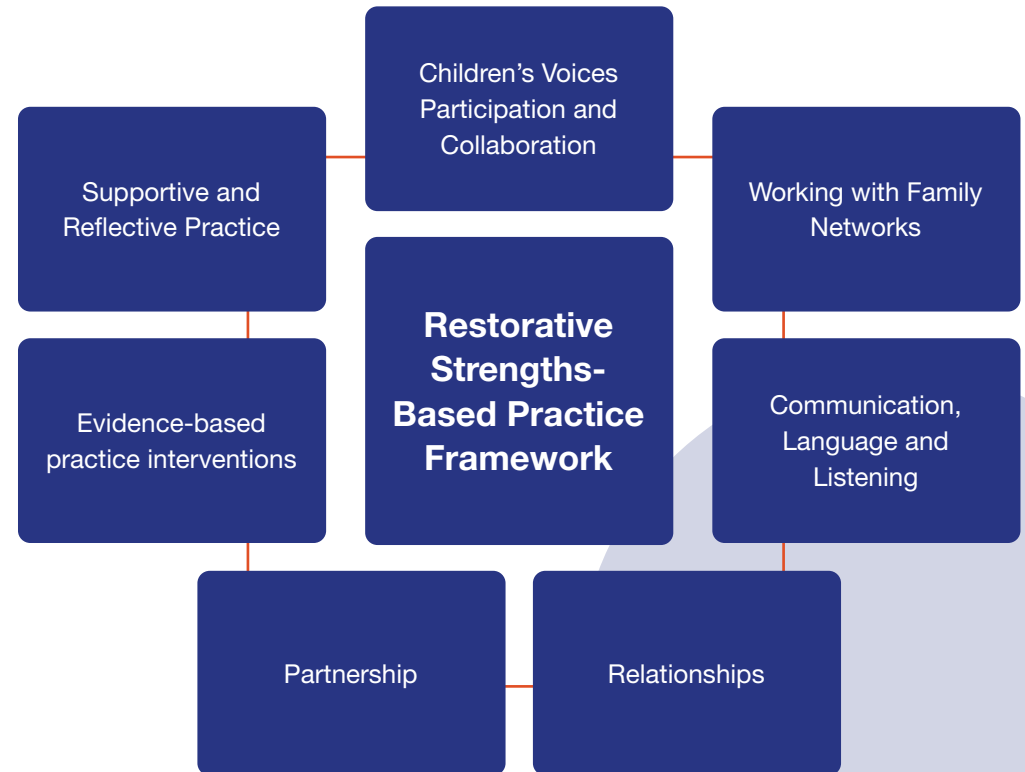 Children’s Voices
Participation and
Collaboration
Supportive and
Reflective Practice
Working with Family
Networks
Restorative
Strengths-
Based Practice
Framework
Evidence-based
practice interventions
Communication,
Language and
Listening
Partnership
Relationships